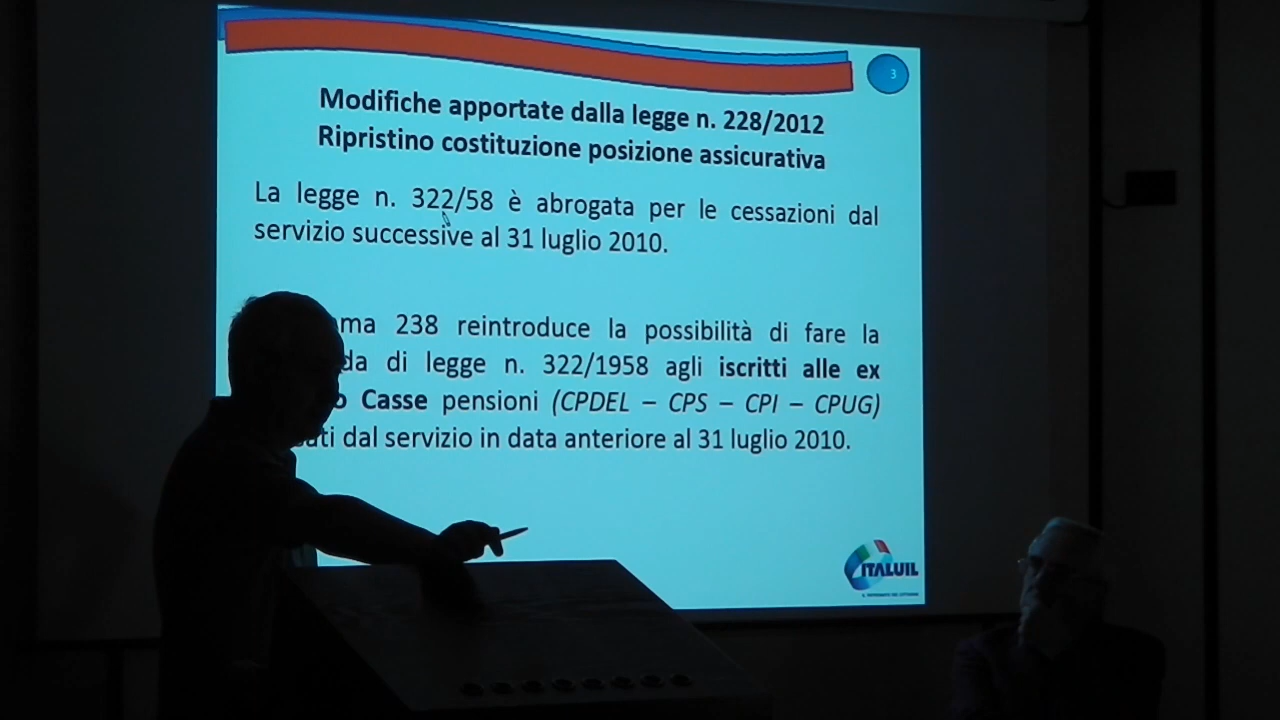 3
Modifiche apportate dalla legge n. 228/2012
Ripristino costituzione posizione assicurativa
La legge n. 322/58 è abrogata per le cessazioni dal
servizio successive al 31 luglio 2010.
238 reintroduce la possibilità di fare la
di legge n. 322/1958 agli iscritti alle ex
Casse pensioni (CPDEL – CPS – CPI – CPUG)
dal servizio in data anteriore al 31 luglio 2010.
ITALUIL